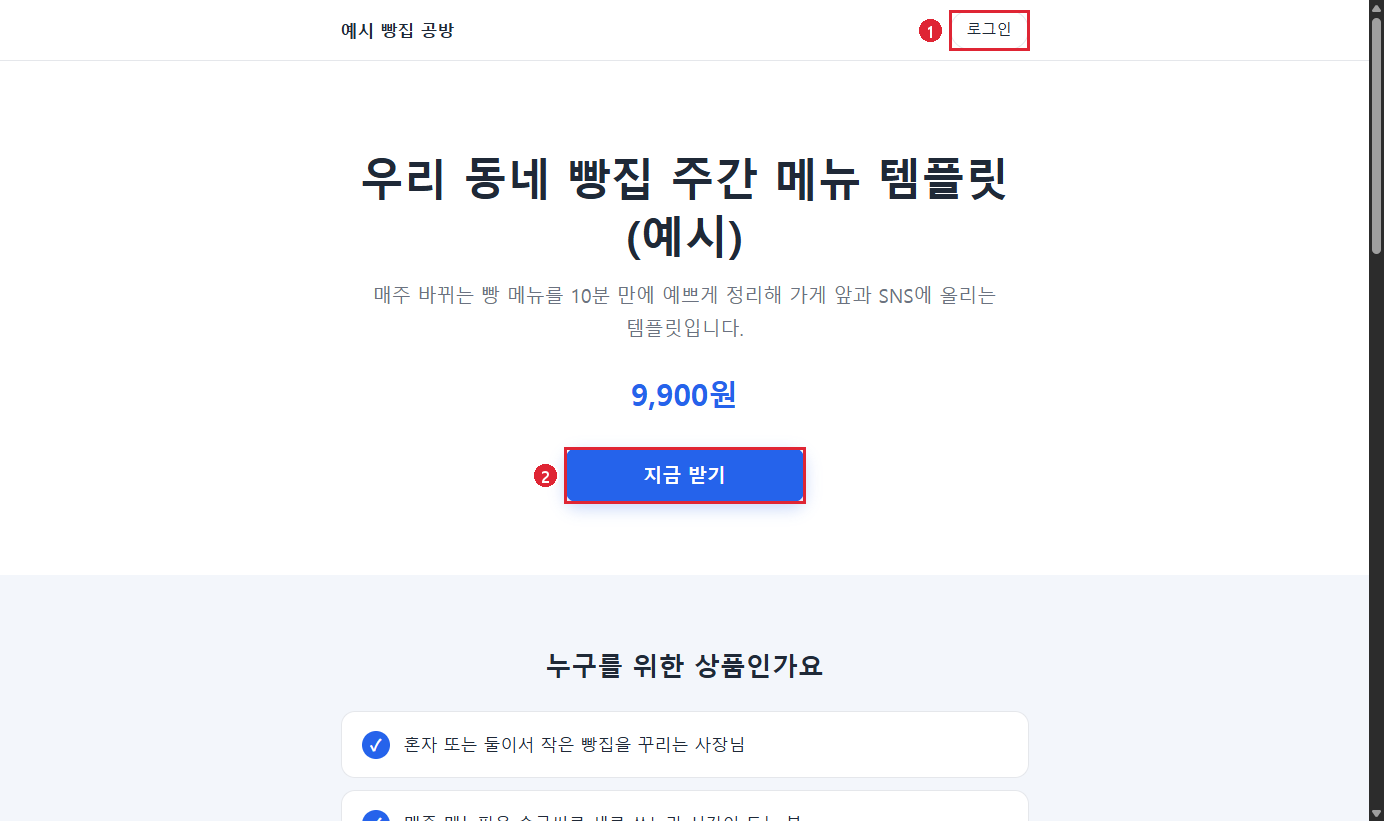 예시 빵집 공방
1 로그인
우리 동네 빵집 주간 메뉴 템플릿
(예시)
매주 바뀌는 빵 메뉴를 10분 만에 예쁘게 정리해 가게 앞과 SNS에 올리는
템플릿입니다.
9,900원
2 지금 받기
누구를 위한 상품인가요
혼자 또는 둘이서 작은 빵집을 꾸리는 사장님